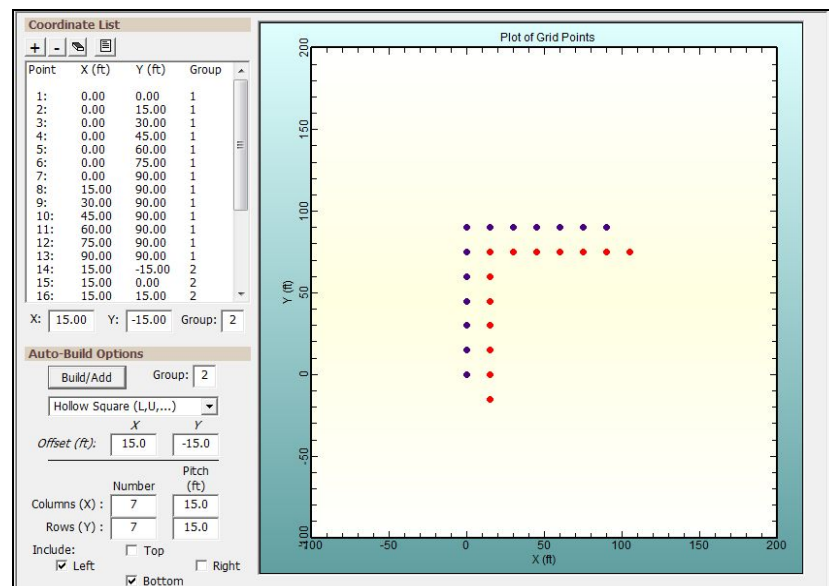 Coordinate List
+ -
Point X (ft) Y (ft) Group
1: 0.00 0.00 1
2: 0.00 15.00 1
3: 0.00 30.00 1
4: 0.00 45.00 1
5: 0.00 60.00 1
6: 0.00 75.00 1
7: 0.00 90.00 1
8: 15.00 90.00 1
9: 30.00 90.00 1
10: 45.00 90.00 1
11: 60.00 90.00 1
12: 75.00 90.00 1
13: 90.00 90.00 1
14: 15.00 -15.00 2
15: 15.00 0.00 2
16: 15.00 15.00 2
X: 15.00 Y: -15.00 Group: 2
Auto-Build Options
Build/Add Group: 2
Hollow Square (L,U,...)
X Y
Offset (ft): 15.0 -15.0
Pitch
Number (ft)
Columns (X) : 7 15.0
Rows (Y) : 7 15.0
Include: Top
Left Right
Bottom
Plot of Grid Points
200
150
100
50
0
-50
-100
Y (ft)
-100 -50 0 50 100 150 200
X (ft)